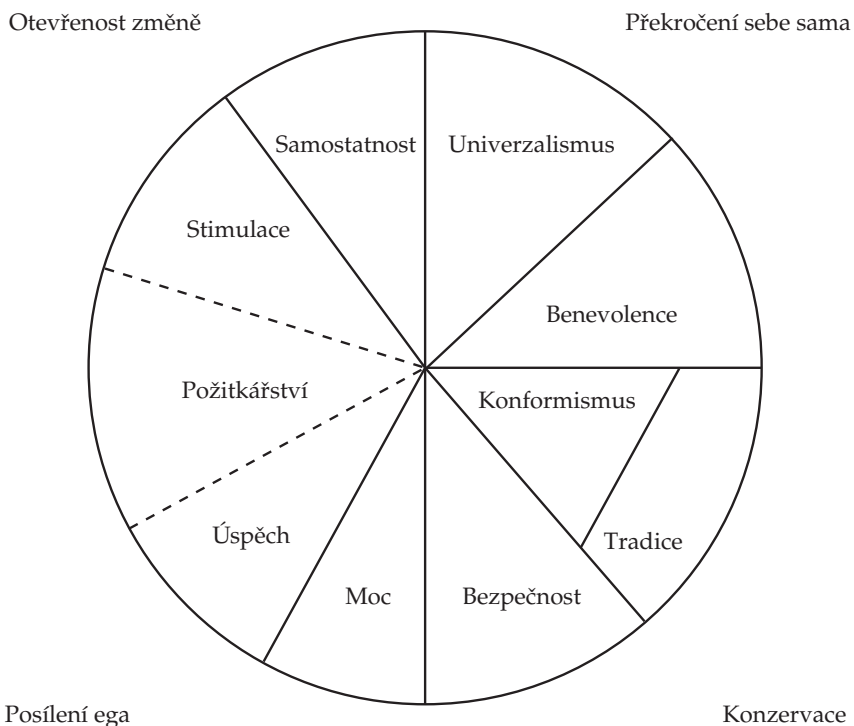 Otevřenost změně
Překročení sebe sama
Samostatnost
Univerzalismus
Stimulace
Benevolence
Požitkářství
Konformismus
Úspěch
Tradice
Moc
Bezpečnost
Posílení ega
Konzervace